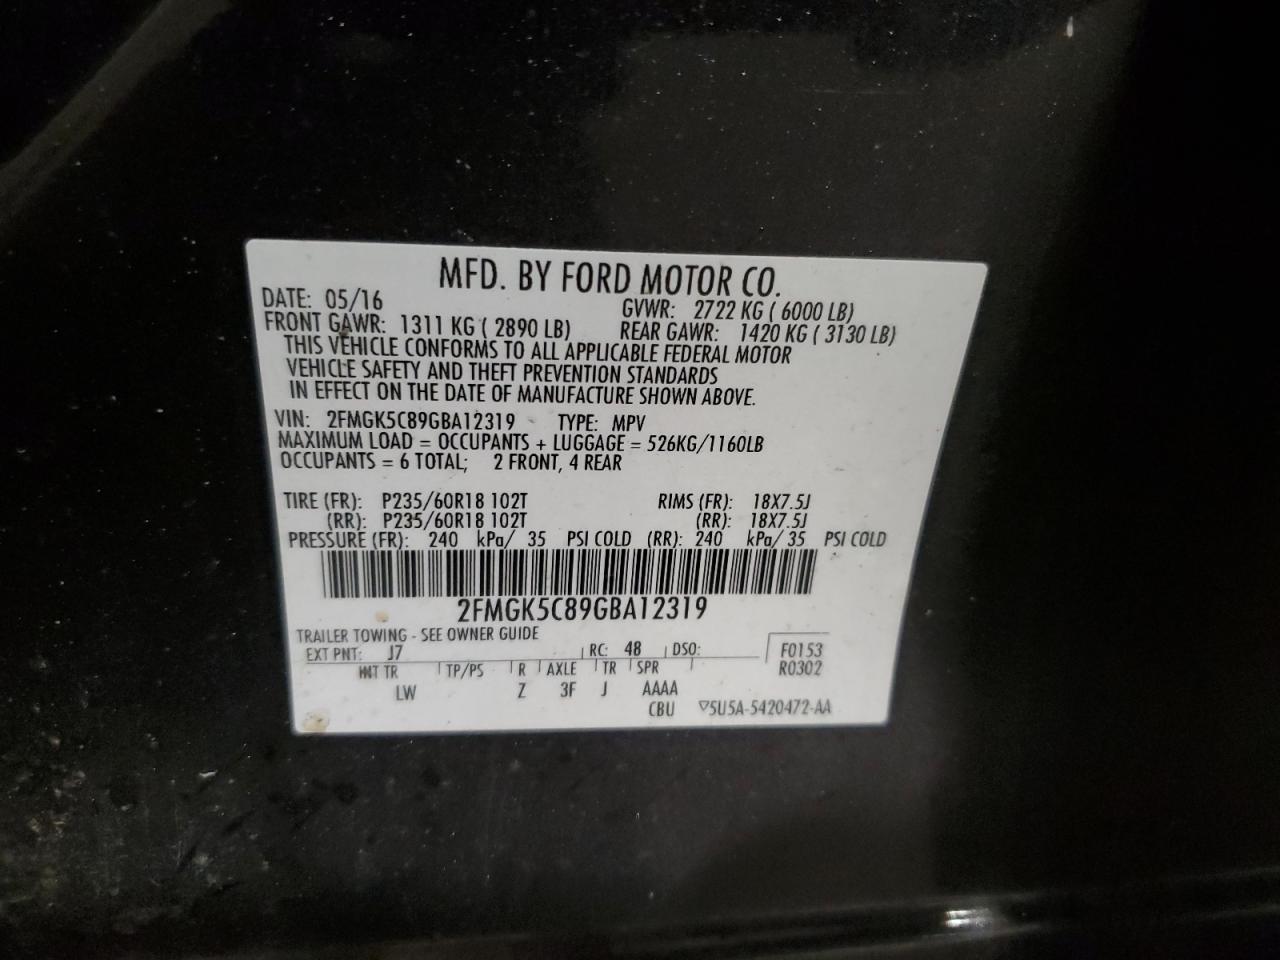 MFD. BY FORD MOTOR CO.
DATE: 05/16 GVWR: 2722 KG ( 6000 LB)
FRONT GAWR: 1311 KG ( 2890 LB) REAR GAWR: 1420 KG ( 3130 LB)
THIS VEHICLE CONFORMS TO ALL APPLICABLE FEDERAL MOTOR
VEHICLE SAFETY AND THEFT PREVENTION STANDARDS
IN EFFECT ON THE DATE OF MANUFACTURE SHOWN ABOVE.
VIN: 2FMGK5C89GBA12319 TYPE: MPV
MAXIMUM LOAD = OCCUPANTS + LUGGAGE = 526KG/1160LB
OCCUPANTS = 6 TOTAL; 2 FRONT, 4 REAR
TIRE (FR): P235/60R18 102T RIMS (FR): 18X7.5J
(RR): P235/60R18 102T (RR): 18X7.5J
PRESSURE (FR): 240 kPa/ 35 PSI COLD (RR): 240 kPa/ 35 PSI COLD
2FMGK5C89GBA12319
TRAILER TOWING - SEE OWNER GUIDE
EXT PNT: J7 RC: 48 DSO: F0153
R0302
INT TR TP/PS R AXLE TR SPR
LW Z 3F J AAAA
CBU ▽5U5A-5420472-AA